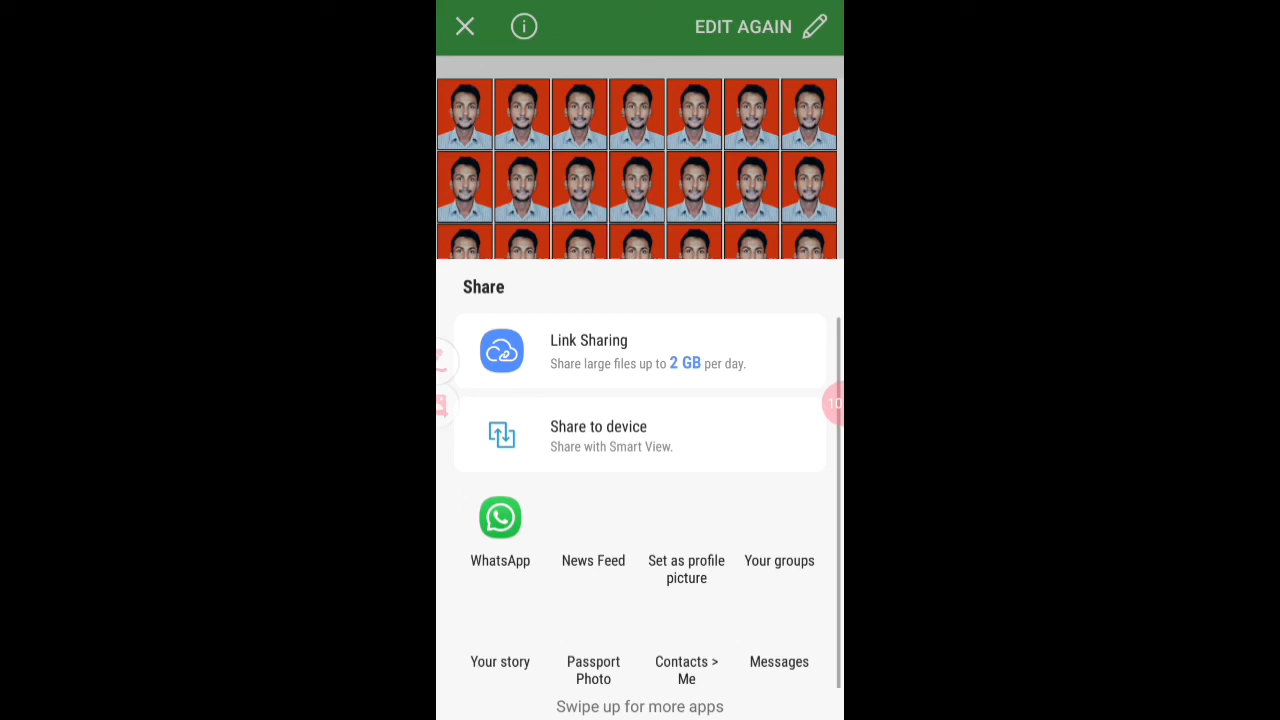 EDIT AGAIN
Share
Link Sharing
Share large files up to 2 GB per day.
Share to device
Share with Smart View.
WhatsApp News Feed Set as profile picture Your groups
Your story Passport Photo Contacts > Me Messages
Swipe up for more apps
10